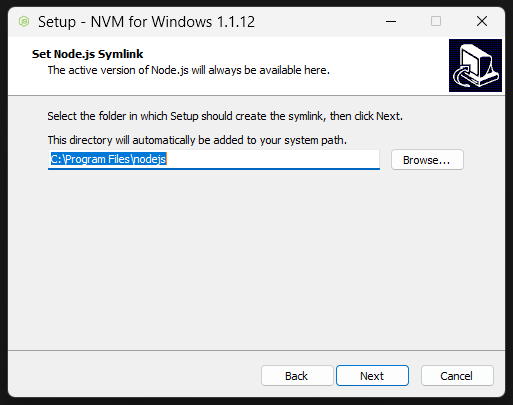 Setup - NVM for Windows 1.1.12
Set Node.js Symlink
The active version of Node.js will always be available here.
Select the folder in which Setup should create the symlink, then click Next.
This directory will automatically be added to your system path.
C:\Program Files\nodejs
Browse...
Back
Next
Cancel